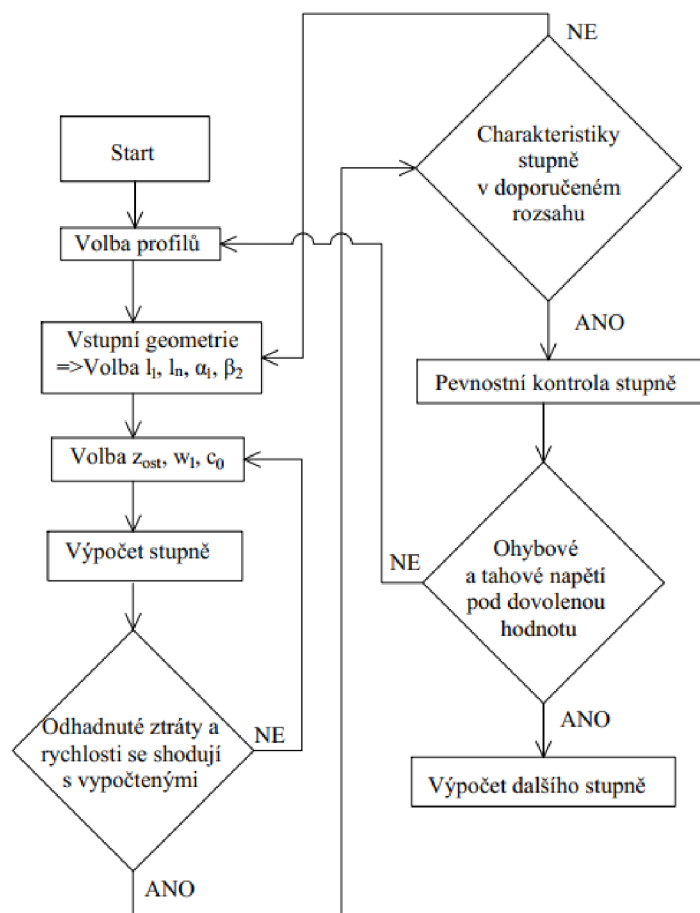 Start
Volba profilů
Vstupní geometrie
=>Volba l₁, lₙ, α₁, β₂
Volba z_ost, w₁, c₀
Výpočet stupně
Odhadnuté ztráty a
rychlosti se shodují
s vypočtenými
NE
ANO
NE
Charakteristiky
stupně
v doporučeném
rozsahu
ANO
Pevnostní kontrola stupně
NE
Ohybové
a tahové napětí
pod dovolenou
hodnotu
ANO
Výpočet dalšího stupně